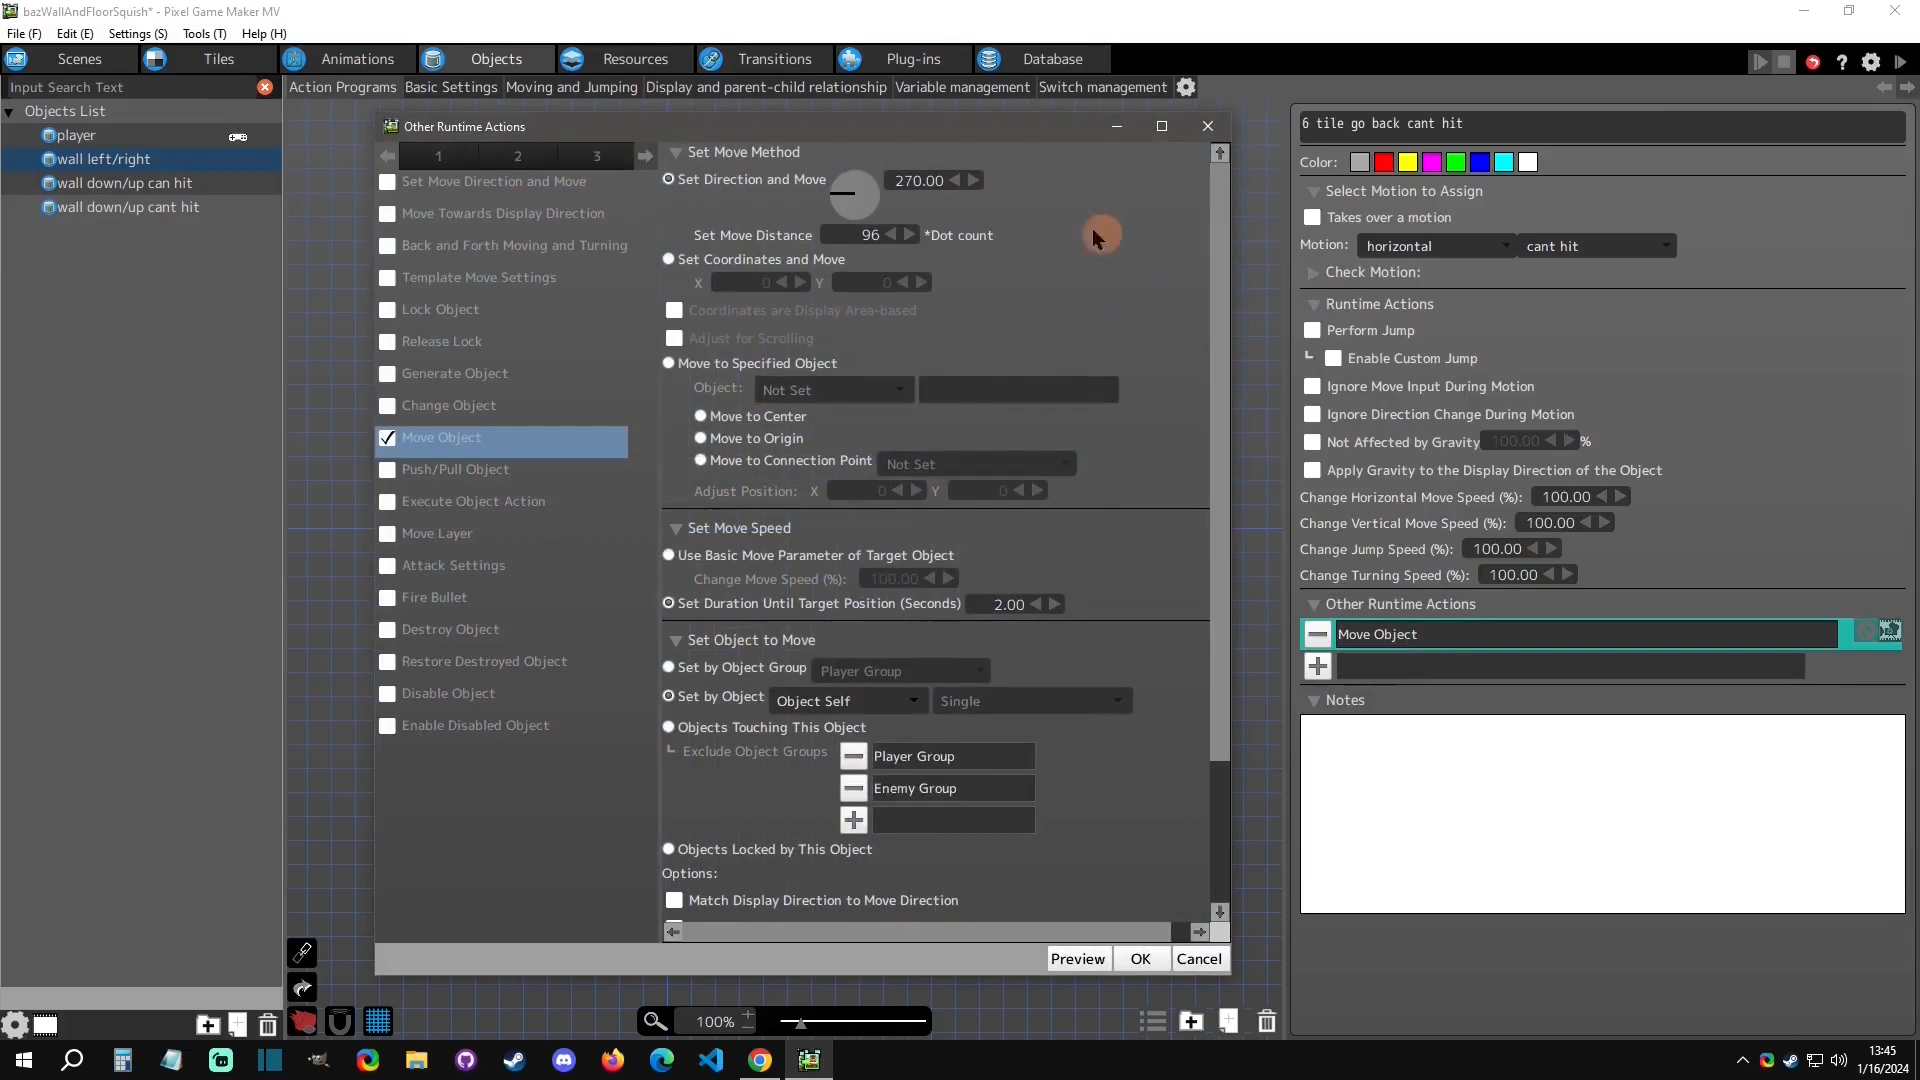 bazWallAndFloorSquish* - Pixel Game Maker MV
File (F) Edit (E) Settings (S) Tools (T) Help (H)
Scenes Tiles Animations Objects Resources Transitions Plug-ins Database
Input Search Text
Action Programs Basic Settings Moving and Jumping Display and parent-child relationship Variable management Switch management
Objects List
player
wall left/right
wall down/up can hit
wall down/up cant hit
Other Runtime Actions
1 2 3
Set Move Direction and Move
Move Towards Display Direction
Back and Forth Moving and Turning
Template Move Settings
Lock Object
Release Lock
Generate Object
Change Object
Move Object
Push/Pull Object
Execute Object Action
Move Layer
Attack Settings
Fire Bullet
Destroy Object
Restore Destroyed Object
Disable Object
Enable Disabled Object
Set Move Method
Set Direction and Move 270.00
Set Move Distance 96 *Dot count
Set Coordinates and Move
X 0 Y 0
Coordinates are Display Area-based
Adjust for Scrolling
Move to Specified Object
Object: Not Set
Move to Center
Move to Origin
Move to Connection Point Not Set
Adjust Position: X 0 Y 0
Set Move Speed
Use Basic Move Parameter of Target Object
Change Move Speed (%): 100.00
Set Duration Until Target Position (Seconds) 2.00
Set Object to Move
Set by Object Group Player Group
Set by Object Object Self Single
Objects Touching This Object
Exclude Object Groups Player Group
Enemy Group
Objects Locked by This Object
Options:
Match Display Direction to Move Direction
Preview OK Cancel
100%
6 tile go back cant hit
Color:
Select Motion to Assign
Takes over a motion
Motion: horizontal cant hit
Check Motion:
Runtime Actions
Perform Jump
Enable Custom Jump
Ignore Move Input During Motion
Ignore Direction Change During Motion
Not Affected by Gravity 100.00 %
Apply Gravity to the Display Direction of the Object
Change Horizontal Move Speed (%): 100.00
Change Vertical Move Speed (%): 100.00
Change Jump Speed (%): 100.00
Change Turning Speed (%): 100.00
Other Runtime Actions
Move Object
Notes
13:45
1/16/2024